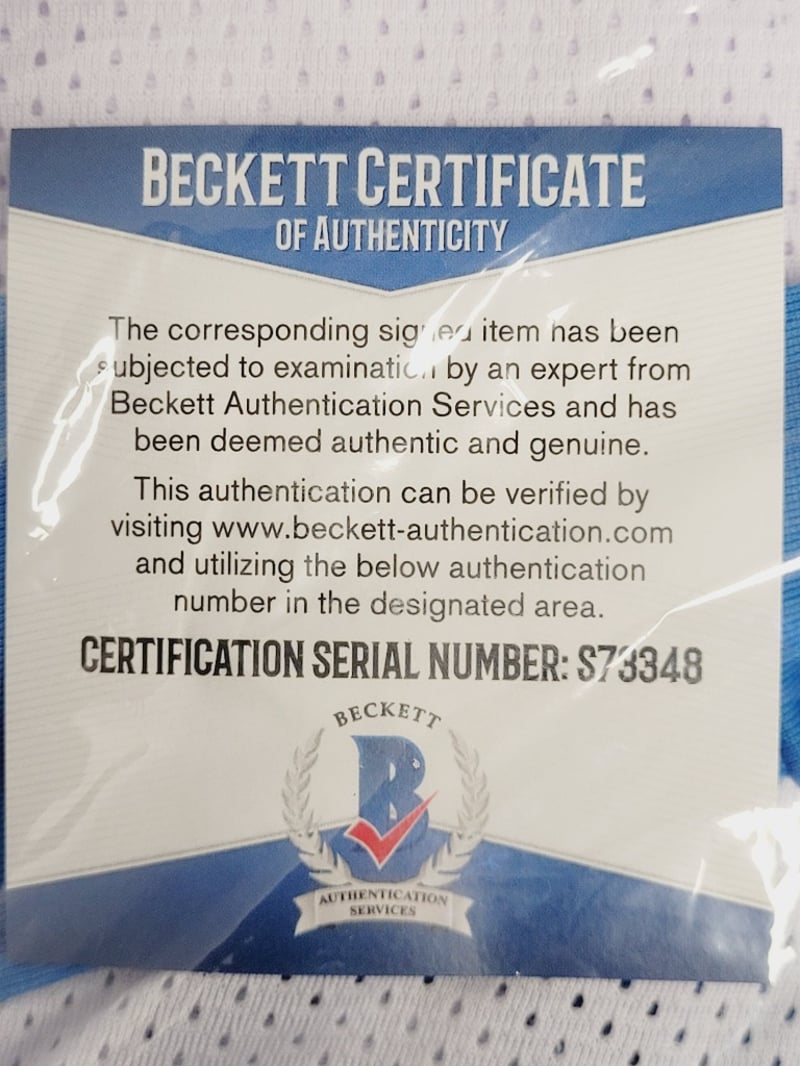 BECKETT CERTIFICATE
OF AUTHENTICITY
The corresponding signed item has been
subjected to examination by an expert from
Beckett Authentication Services and has
been deemed authentic and genuine.
This authentication can be verified by
visiting www.beckett-authentication.com
and utilizing the below authentication
number in the designated area.
CERTIFICATION SERIAL NUMBER: S73348
BECKETT
B
AUTHENTICATION
SERVICES